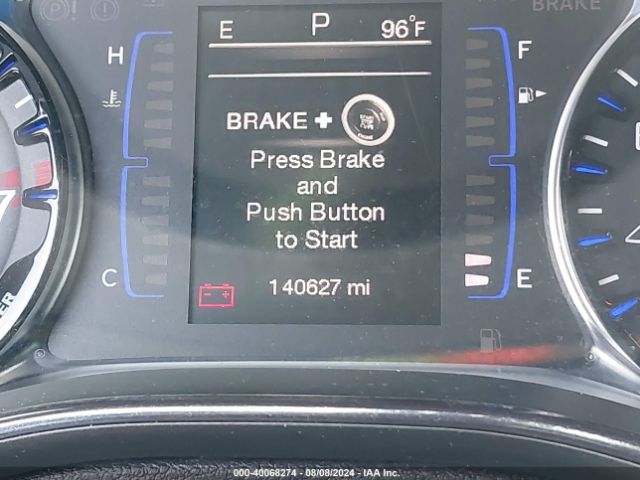 BRAKE
E P 96°F
H
F
BRAKE +
Press Brake
and
Push Button
to Start
C
E
140627 mi
000-40068274 | 08/08/2024 | IAA Inc.